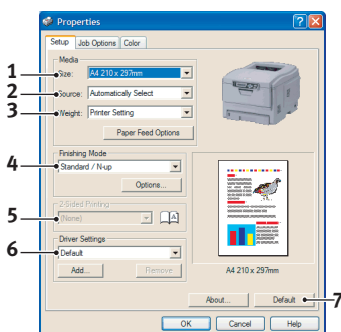 Properties
Setup Job Options Color
Media
1 Size: A4 210 x 297mm
2 Source: Automatically Select
3 Weight: Printer Setting
Paper Feed Options
Finishing Mode
4 Standard / N-up
Options...
2-Sided Printing
5 (None) A
Driver Settings
6 Default
Add... Remove
A4 210 x 297mm
About... Default 7
OK Cancel Help